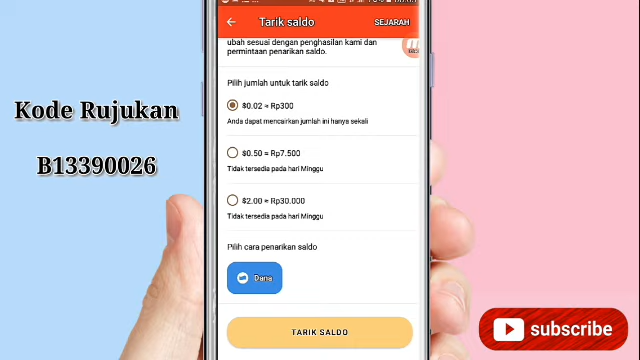 Tarik saldo
SEJARAH
ubah sesuai dengan penghasilan kami dan
permintaan penarikan saldo.
Pilih jumlah untuk tarik saldo
$0.02 ≈ Rp300
Anda dapat mencairkan jumlah ini hanya sekali
$0.50 ≈ Rp7.500
Tidak tersedia pada hari Minggu
$2.00 ≈ Rp30.000
Tidak tersedia pada hari Minggu
Pilih cara penarikan saldo
Dana
TARIK SALDO
Kode Rujukan
B13390026
subscribe